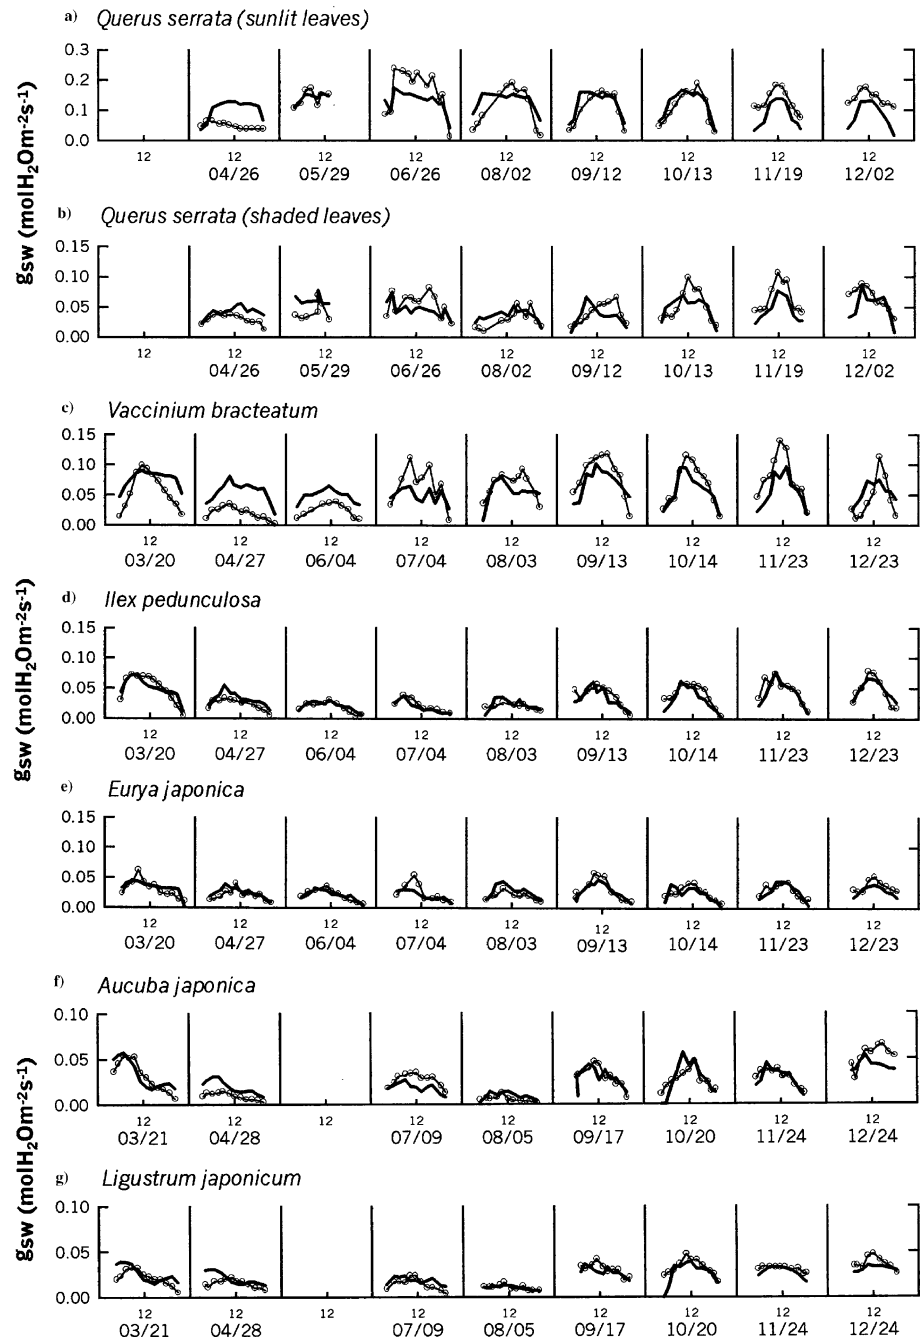 a) Querus serrata (sunlit leaves)
0.3
0.2
0.1
0.0
12 12 12 12 12 12 12 12 12
04/26 05/29 06/26 08/02 09/12 10/13 11/19 12/02
gsw (molH2Om-2s-1)
b) Querus serrata (shaded leaves)
0.15
0.10
0.05
0.00
12 12 12 12 12 12 12 12 12
04/26 05/29 06/26 08/02 09/12 10/13 11/19 12/02
c) Vaccinium bracteatum
0.15
0.10
0.05
0.00
12 12 12 12 12 12 12 12 12
03/20 04/27 06/04 07/04 08/03 09/13 10/14 11/23 12/23
d) Ilex pedunculosa
0.15
0.10
0.05
0.00
12 12 12 12 12 12 12 12 12
03/20 04/27 06/04 07/04 08/03 09/13 10/14 11/23 12/23
gsw (molH2Om-2s-1)
e) Eurya japonica
0.15
0.10
0.05
0.00
12 12 12 12 12 12 12 12 12
03/20 04/27 06/04 07/04 08/03 09/13 10/14 11/23 12/23
f) Aucuba japonica
0.10
0.05
0.00
12 12 12 12 12 12 12 12 12
03/21 04/28 07/09 08/05 09/17 10/20 11/24 12/24
gsw (molH2Om-2s-1)
g) Ligustrum japonicum
0.10
0.05
0.00
12 12 12 12 12 12 12 12 12
03/21 04/28 07/09 08/05 09/17 10/20 11/24 12/24